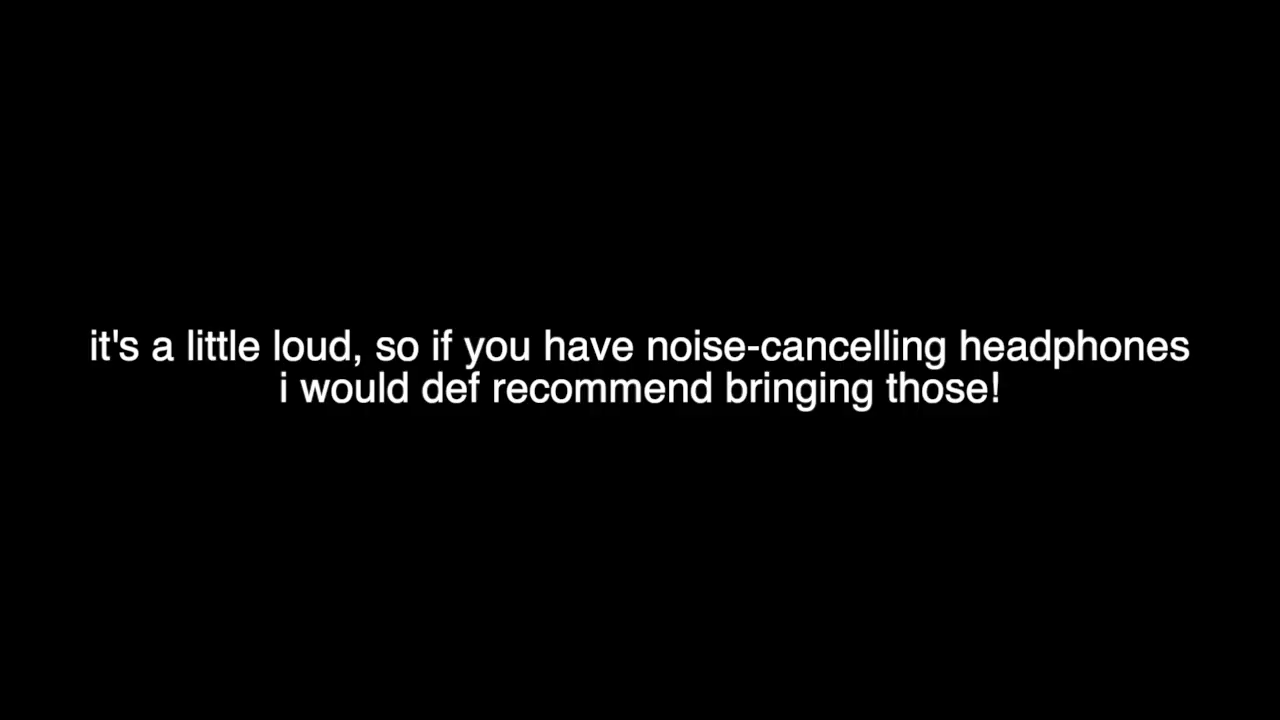 it's a little loud, so if you have noise-cancelling headphones
i would def recommend bringing those!